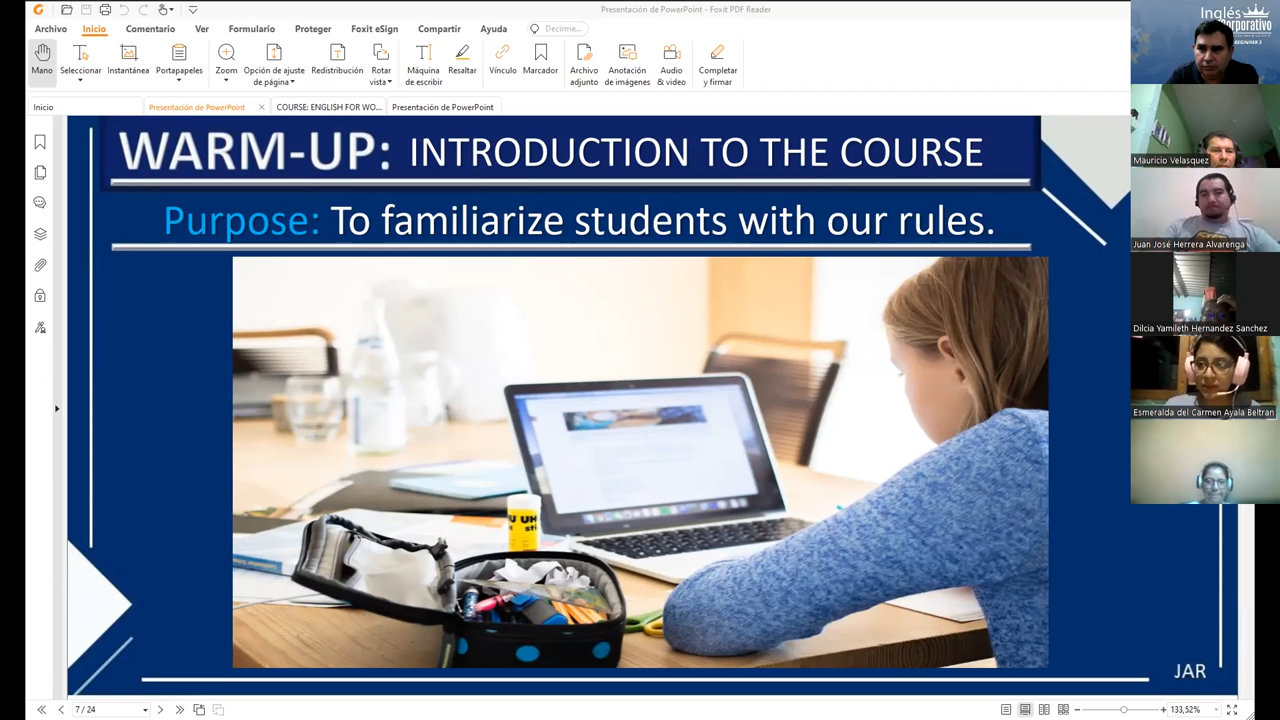 Presentación de PowerPoint - Foxit PDF Reader
Archivo Inicio Comentario Ver Formulario Proteger Foxit eSign Compartir Ayuda Decirme...
Mano
Seleccionar
Instantánea
Portapapeles
Zoom
Opción de ajuste
de página
Redistribución
Rotar
vista
Máquina
de escribir
Resaltar
Vínculo
Marcador
Archivo
adjunto
Anotación
de imágenes
Audio
& video
Completar
y firmar
Inicio
Presentación de PowerPoint
COURSE: ENGLISH FOR WO...
Presentación de PowerPoint
WARM-UP: INTRODUCTION TO THE COURSE
Purpose: To familiarize students with our rules.
UHU
JAR
Inglés
Corporativo
BEGINNER 2
Mauricio Velasquez
Juan José Herrera Alvarenga
Dilcia Yamileth Hernandez Sanchez
Esmeralda del Carmen Ayala Beltran
7 / 24
133,52%